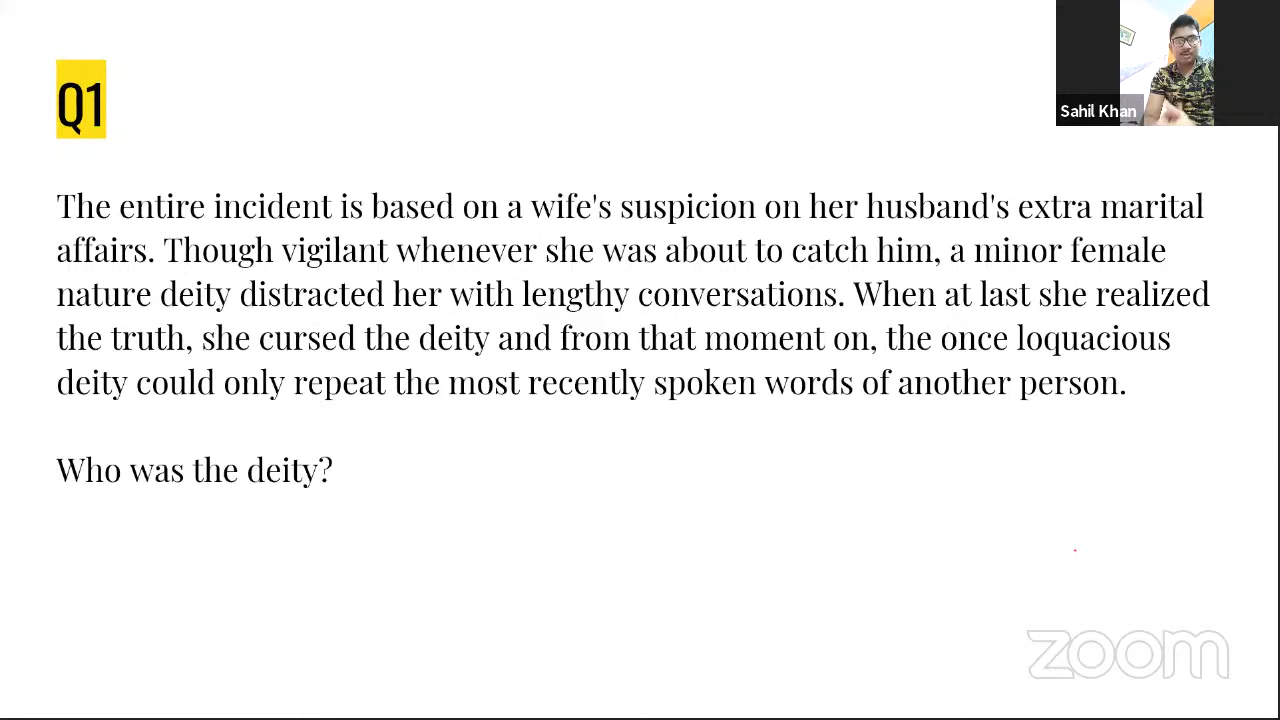 Q1
Sahil Khan
The entire incident is based on a wife's suspicion on her husband's extra marital
affairs. Though vigilant whenever she was about to catch him, a minor female
nature deity distracted her with lengthy conversations. When at last she realized
the truth, she cursed the deity and from that moment on, the once loquacious
deity could only repeat the most recently spoken words of another person.
Who was the deity?
zoom